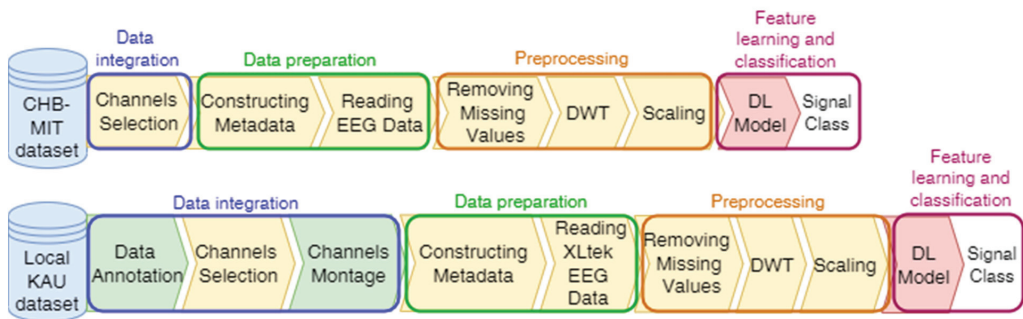 Data
integration
Data preparation
Preprocessing
Feature
learning and
classification
CHB-
MIT
dataset
Channels
Selection
Constructing
Metadata
Reading
EEG Data
Removing
Missing
Values
DWT
Scaling
DL
Model
Signal
Class
Data integration
Data preparation
Preprocessing
Feature
learning and
classification
Local
KAU
dataset
Data
Annotation
Channels
Selection
Channels
Montage
Constructing
Metadata
Reading
XLtek
EEG
Data
Removing
Missing
Values
DWT
Scaling
DL
Model
Signal
Class